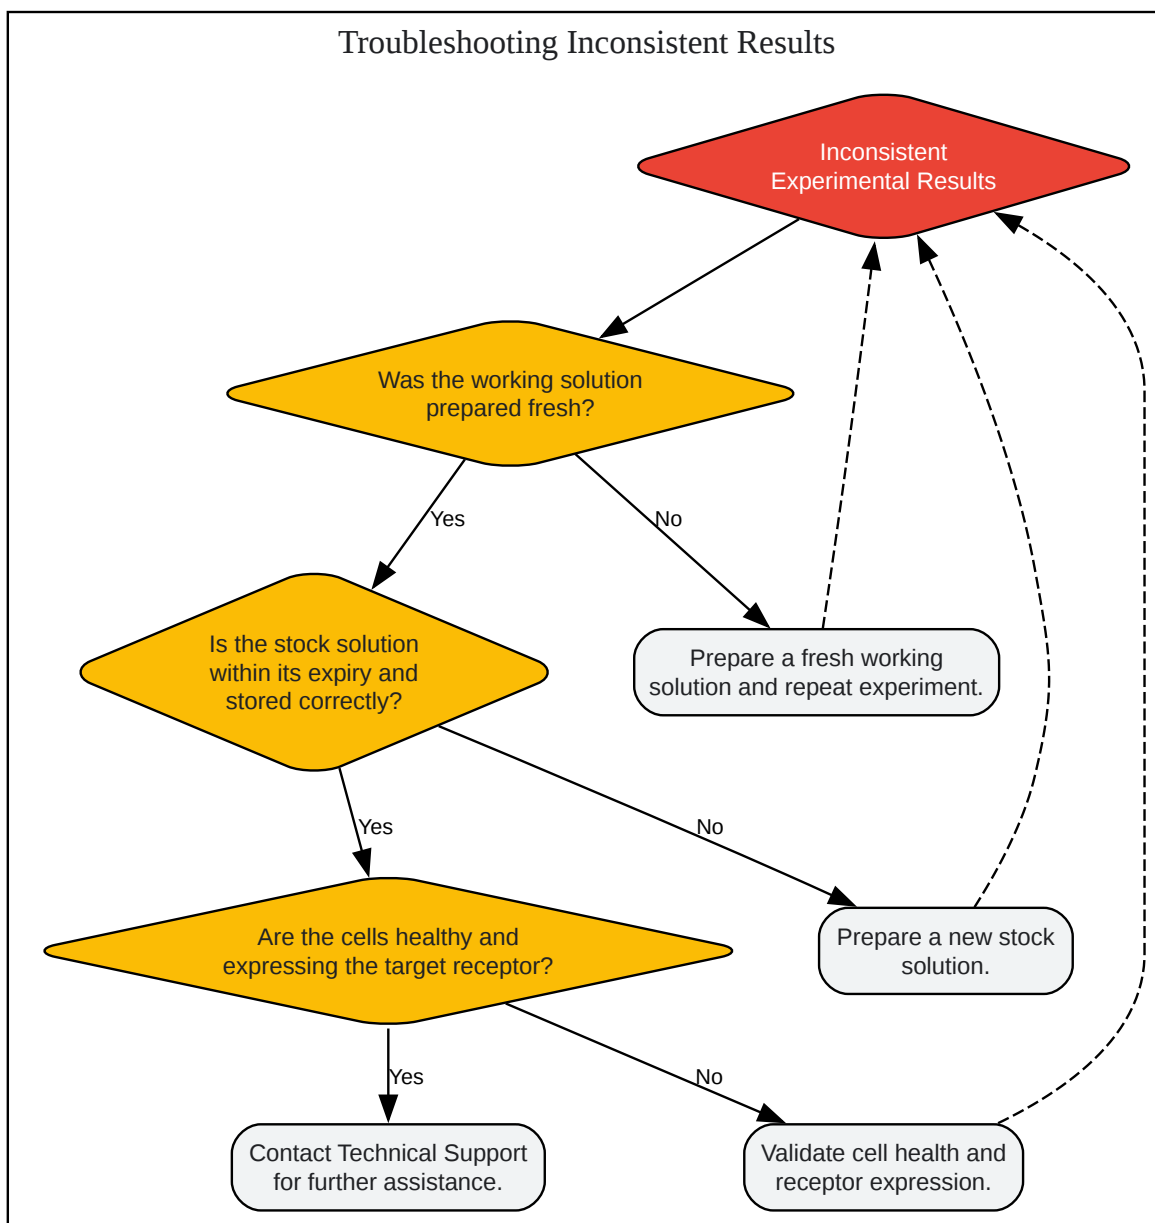 Troubleshooting Inconsistent Results
Inconsistent
Experimental Results
Was the working solution
prepared fresh?
Yes
No
Is the stock solution
within its expiry and
stored correctly?
Prepare a fresh working
solution and repeat experiment.
Yes
No
Are the cells healthy and
expressing the target receptor?
Prepare a new stock
solution.
Yes
No
Contact Technical Support
for further assistance.
Validate cell health and
receptor expression.